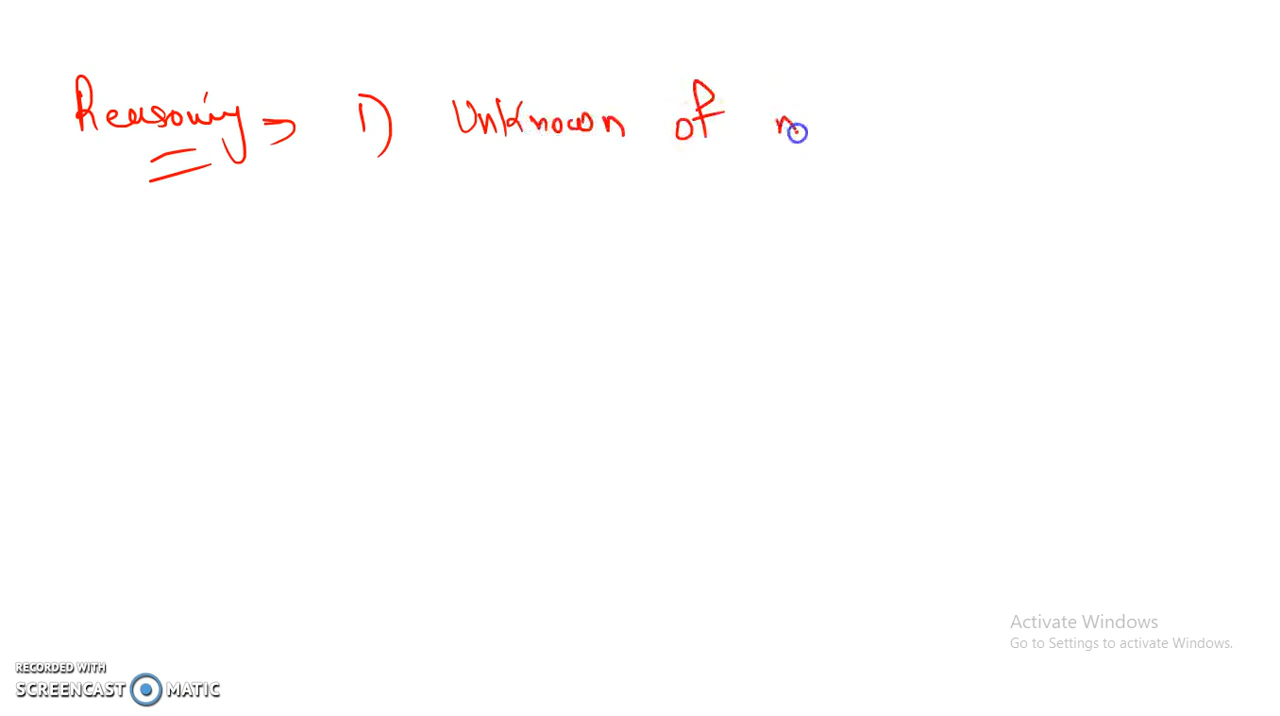 Reasoning => 1) Unknown of n
Activate Windows
Go to Settings to activate Windows.
RECORDED WITH
SCREENCAST MATIC